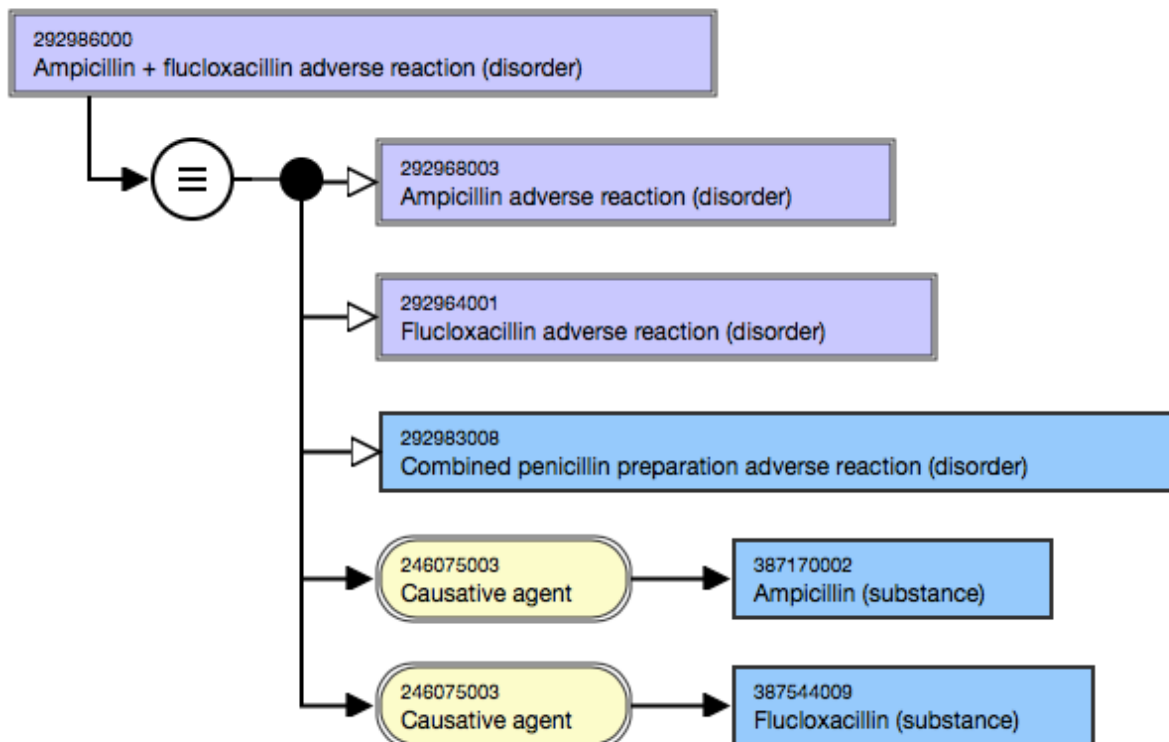 292986000
Ampicillin + flucloxacillin adverse reaction (disorder)
≡
292968003
Ampicillin adverse reaction (disorder)
292964001
Flucloxacillin adverse reaction (disorder)
292983008
Combined penicillin preparation adverse reaction (disorder)
246075003
Causative agent
387170002
Ampicillin (substance)
246075003
Causative agent
387544009
Flucloxacillin (substance)